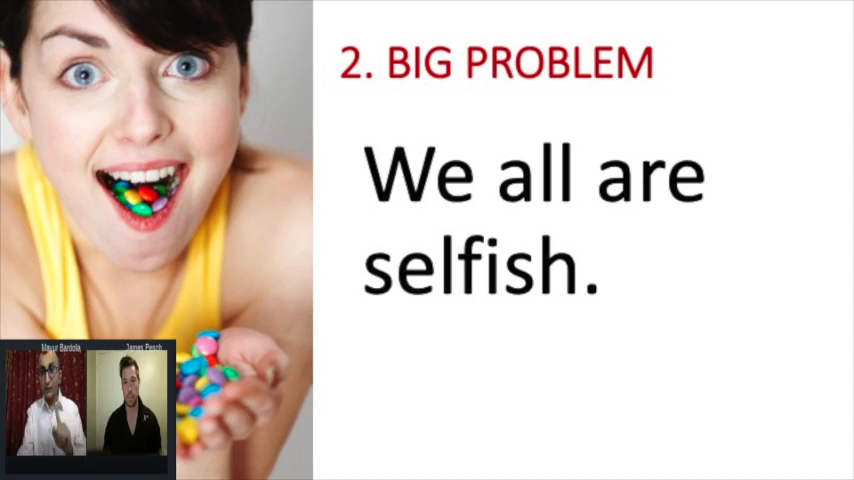 2. BIG PROBLEM
We all are
selfish.
Mayur Bardolia
James Pesch